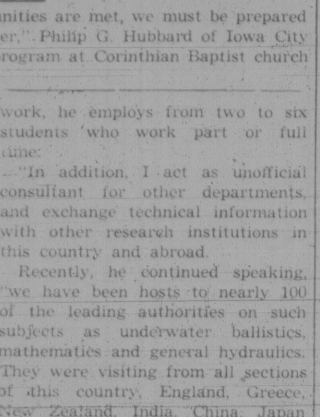 unities are met, we must be prepared
er," Philip G. Hubbard of Iowa City
rogram at Corinthian Baptist church
work, he employs from two to six
students who work part or full
time:
"In addition, I act as unofficial
consultant for other departments,
and exchange technical information
with other research institutions in
this country and abroad.
Recently, he continued speaking,
"we have been hosts to nearly 100
of the leading authorities on such
subjects as underwater ballistics,
mathematics and general hydraulics.
They were visiting from all sections
of this country, England, Greece,
New Zealand, India, China, Japan